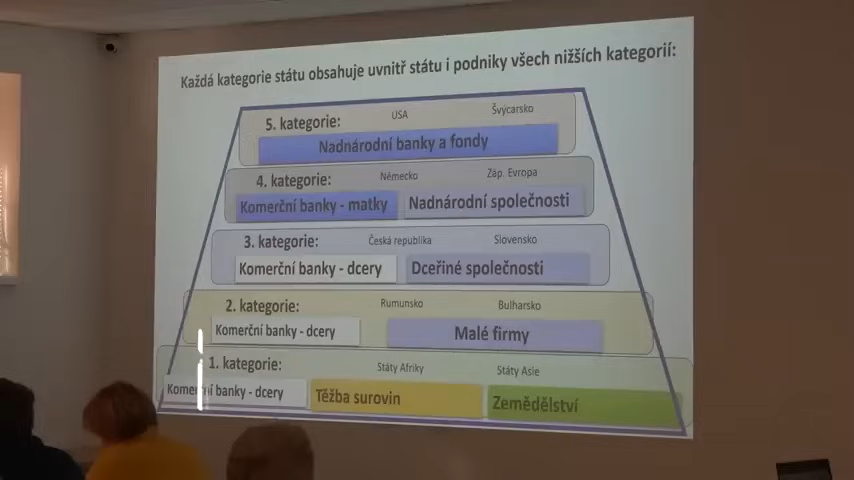 Každá kategorie státu obsahuje uvnitř státu i podniky všech nižších kategorií:
5. kategorie: USA Švýcarsko
Nadnárodní banky a fondy
4. kategorie: Německo Záp. Evropa
Komerční banky - matky Nadnárodní společnosti
3. kategorie: Česká republika Slovensko
Komerční banky - dcery Dceřiné společnosti
2. kategorie: Rumunsko Bulharsko
Komerční banky - dcery Malé firmy
1. kategorie: Státy Afriky Státy Asie
Komerční banky - dcery Těžba surovin Zemědělství